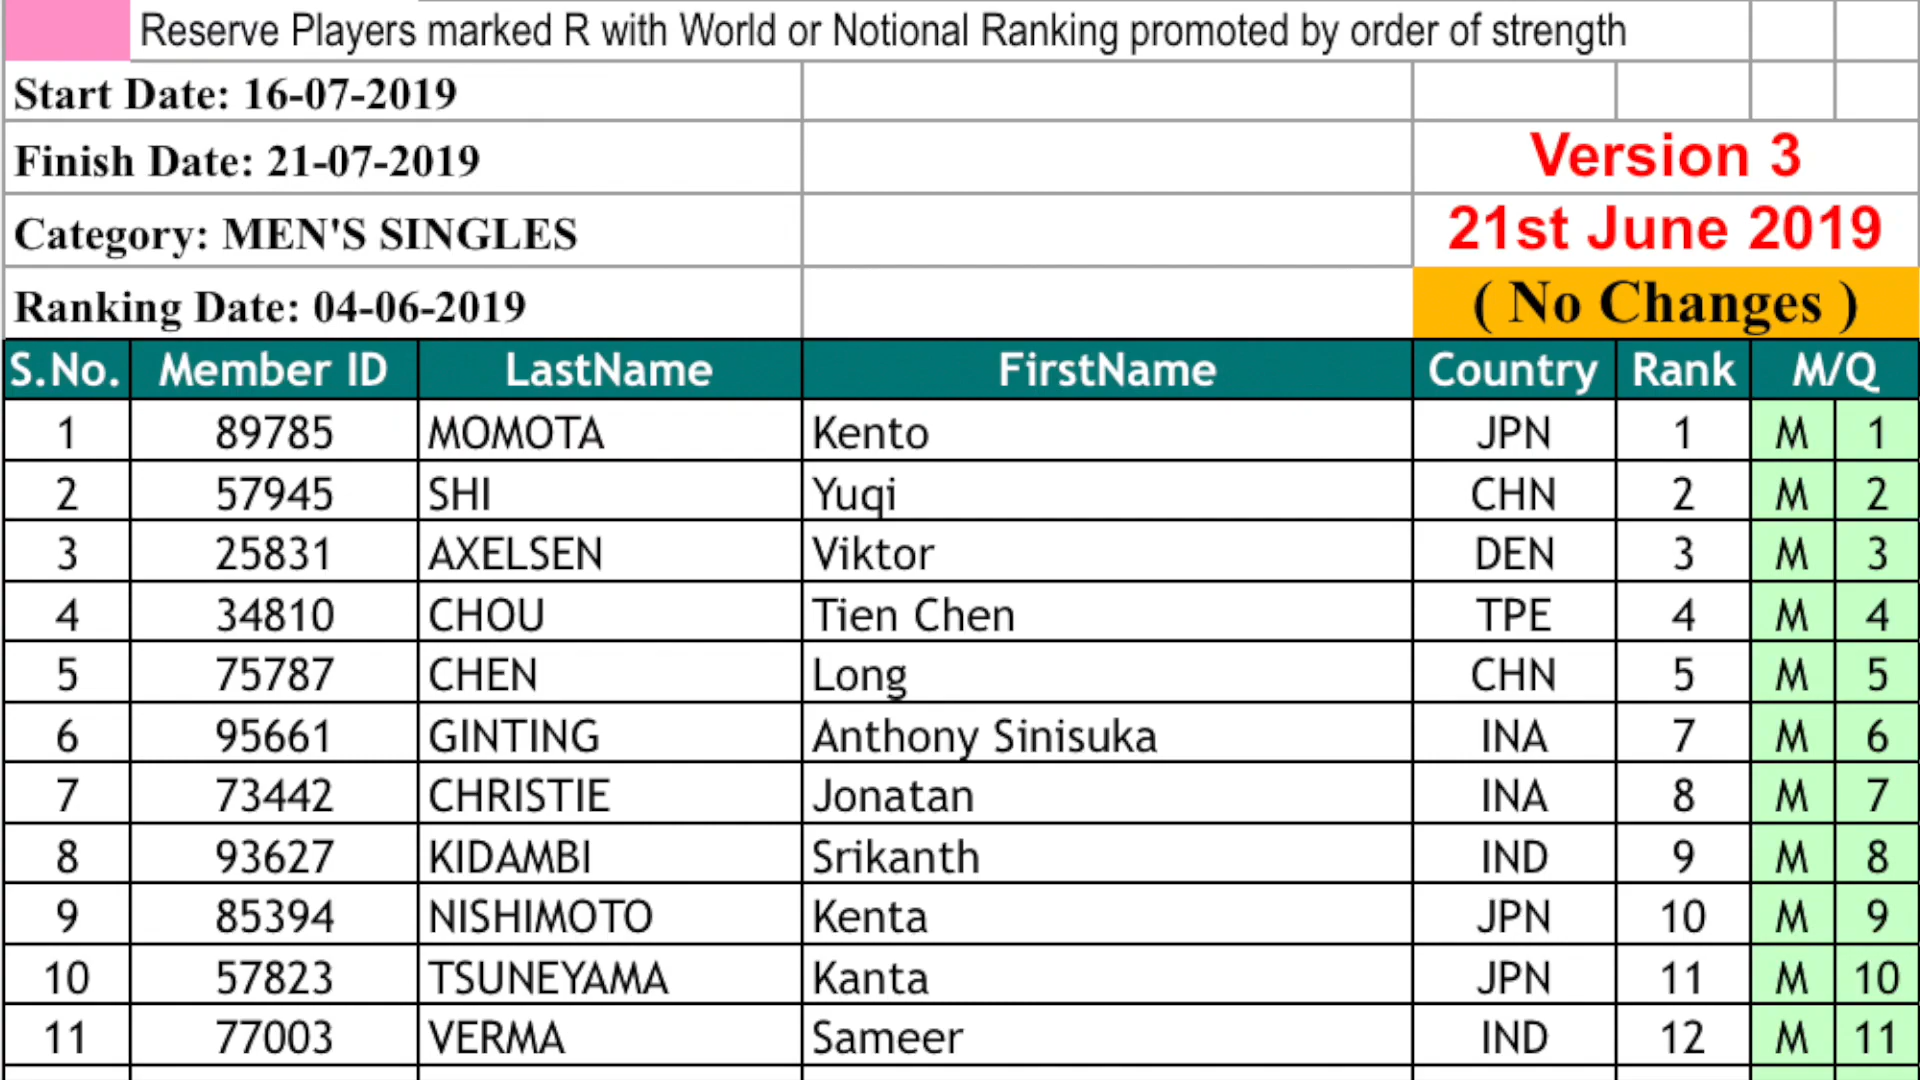 Reserve Players marked R with World or Notional Ranking promoted by order of strength
Start Date: 16-07-2019
Finish Date: 21-07-2019
Version 3
Category: MEN'S SINGLES
21st June 2019
Ranking Date: 04-06-2019
( No Changes )
S.No. Member ID LastName FirstName Country Rank M/Q
1 89785 MOMOTA Kento JPN 1 M 1
2 57945 SHI Yuqi CHN 2 M 2
3 25831 AXELSEN Viktor DEN 3 M 3
4 34810 CHOU Tien Chen TPE 4 M 4
5 75787 CHEN Long CHN 5 M 5
6 95661 GINTING Anthony Sinisuka INA 7 M 6
7 73442 CHRISTIE Jonatan INA 8 M 7
8 93627 KIDAMBI Srikanth IND 9 M 8
9 85394 NISHIMOTO Kenta JPN 10 M 9
10 57823 TSUNEYAMA Kanta JPN 11 M 10
11 77003 VERMA Sameer IND 12 M 11